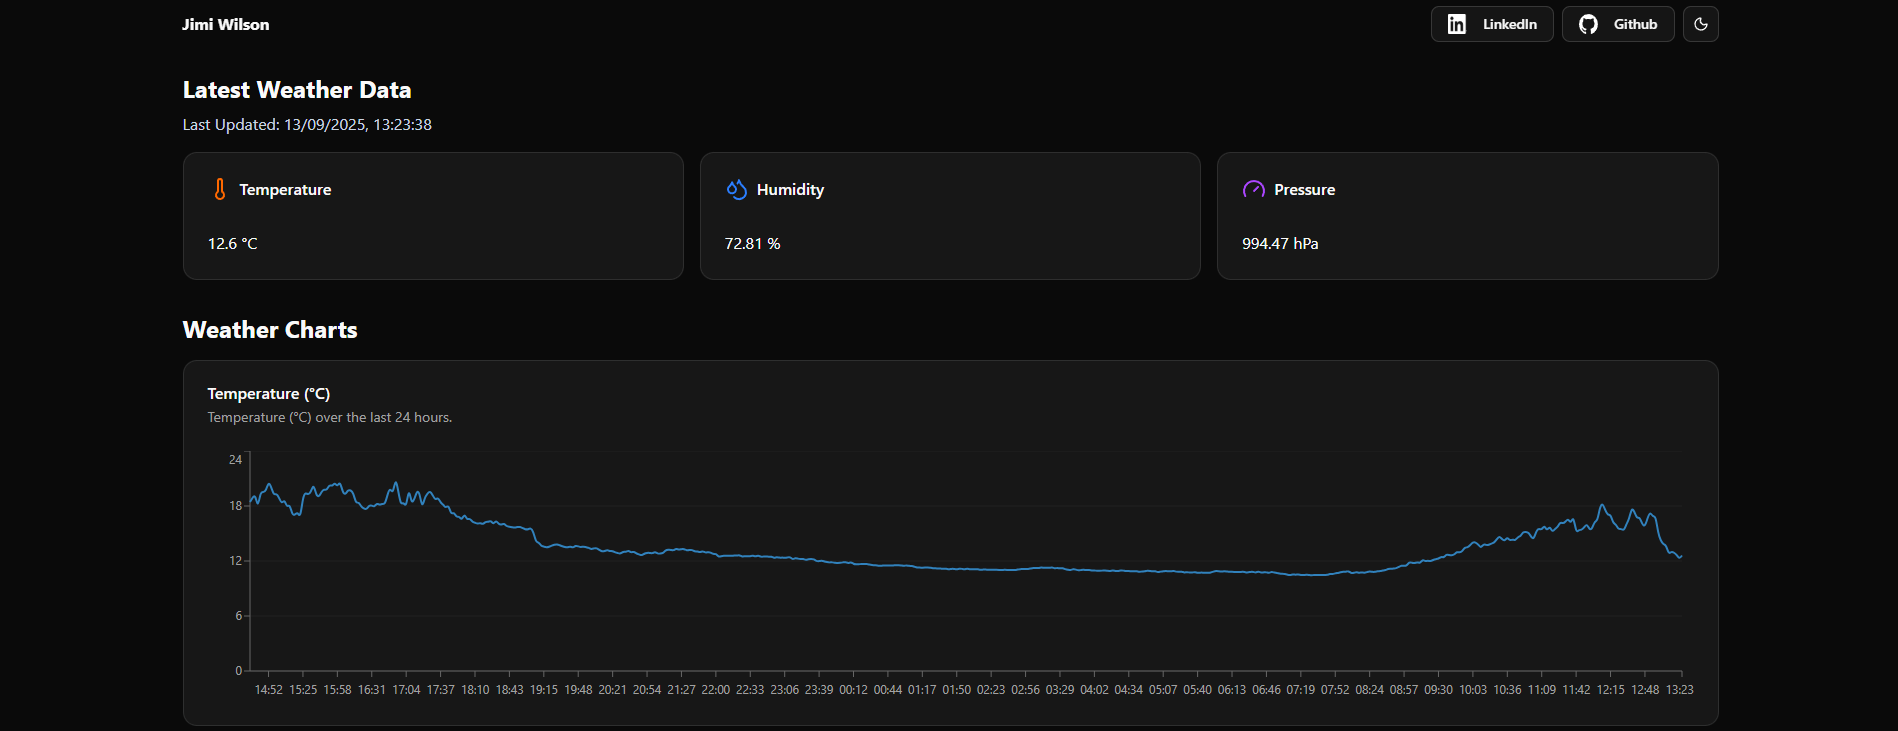 Jimi Wilson
LinkedIn
Github
Latest Weather Data
Last Updated: 13/09/2025, 13:23:38
Temperature
12.6 °C
Humidity
72.81 %
Pressure
994.47 hPa
Weather Charts
Temperature (°C)
Temperature (°C) over the last 24 hours.
24
18
12
6
0
14:52 15:25 15:58 16:31 17:04 17:37 18:10 18:43 19:15 19:48 20:21 20:54 21:27 22:00 22:33 23:06 23:39 00:12 00:44 01:17 01:50 02:23 02:56 03:29 04:02 04:34 05:07 05:40 06:13 06:46 07:19 07:52 08:24 08:57 09:30 10:03 10:36 11:09 11:42 12:15 12:48 13:23